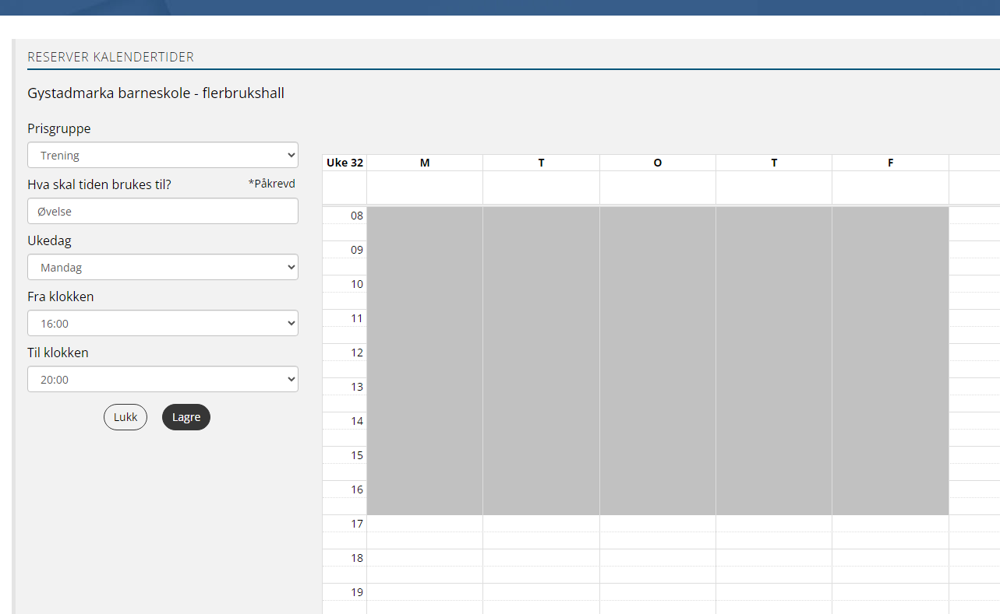 RESERVER KALENDERTIDER
Gystadmarka barneskole - flerbrukshall
Prisgruppe
Trening
Hva skal tiden brukes til? *Påkrevd
Øvelse
Ukedag
Mandag
Fra klokken
16:00
Til klokken
20:00
Lukk Lagre
Uke 32 M T O T F
08
09
10
11
12
13
14
15
16
17
18
19